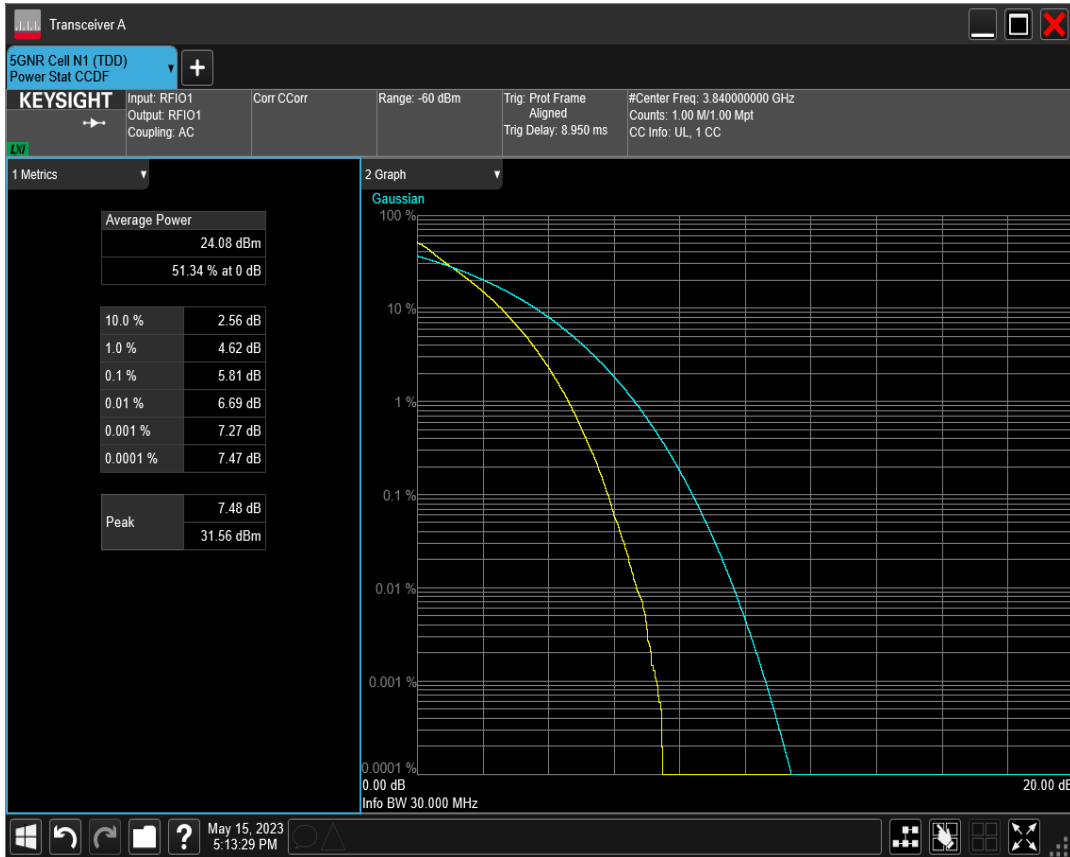 Transceiver A
5GNR Cell N1 (TDD)
Power Stat CCDF
KEYSIGHT
LXI
Input: RFIO1
Output: RFIO1
Coupling: AC
Corr CCorr
Range: -60 dBm
Trig: Prot Frame
Aligned
Trig Delay: 8.950 ms
#Center Freq: 3.840000000 GHz
Counts: 1.00 M/1.00 Mpt
CC Info: UL, 1 CC
1 Metrics
Average Power
24.08 dBm
51.34 % at 0 dB
10.0 % 2.56 dB
1.0 % 4.62 dB
0.1 % 5.81 dB
0.01 % 6.69 dB
0.001 % 7.27 dB
0.0001 % 7.47 dB
Peak 7.48 dB
31.56 dBm
2 Graph
Gaussian
100 %
10 %
1 %
0.1 %
0.01 %
0.001 %
0.0001 %
0.00 dB 20.00 dB
Info BW 30.000 MHz
May 15, 2023
5:13:29 PM